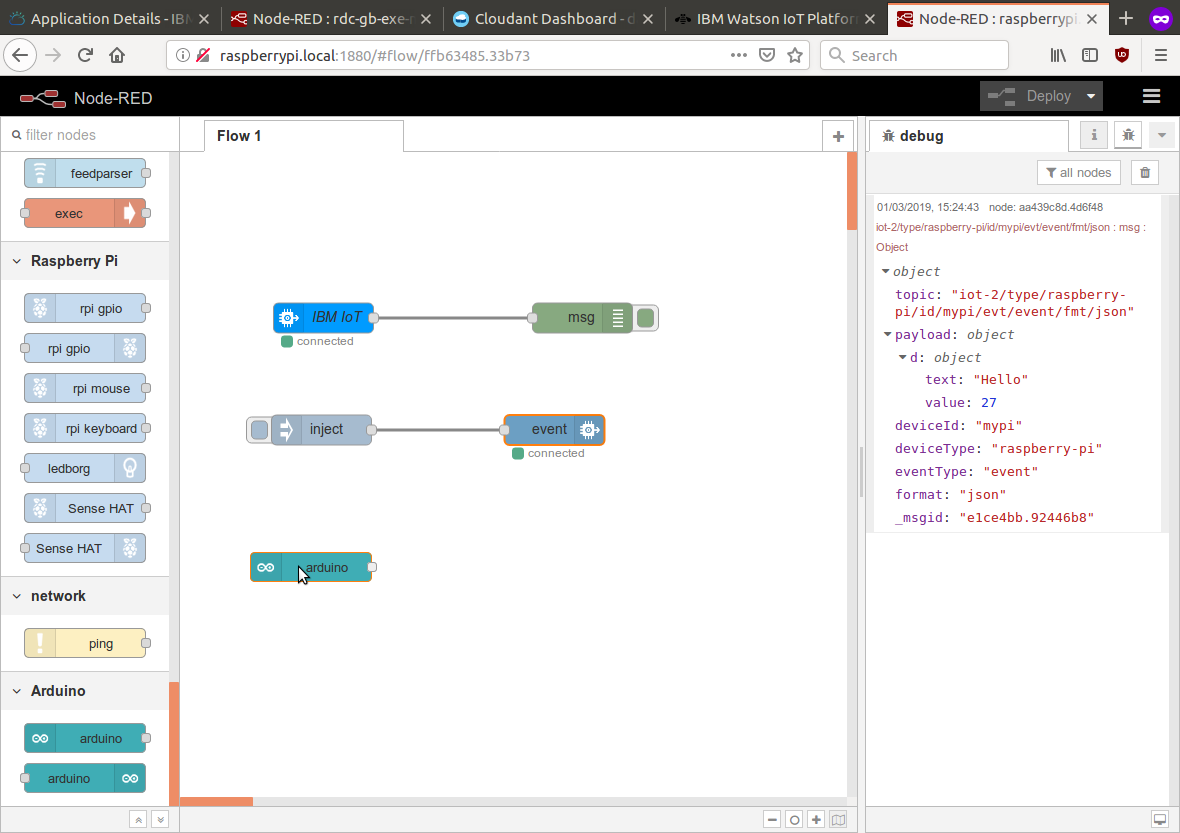 Application Details - IBM
Node-RED : rdc-gb-exe-r
Cloudant Dashboard - d
IBM Watson IoT Platfor
Node-RED : raspberrypi.
raspberrypi.local:1880/#flow/ffb63485.33b73
Search
Node-RED
Deploy
filter nodes
feedparser
exec
Raspberry Pi
rpi gpio
rpi gpio
rpi mouse
rpi keyboard
ledborg
Sense HAT
Sense HAT
network
ping
Arduino
arduino
arduino
Flow 1
IBM IoT
connected
msg
inject
event
connected
arduino
debug
all nodes
01/03/2019, 15:24:43 node: aa439c8d.4d6f48
iot-2/type/raspberry-pi/id/mypi/evt/event/fmt/json : msg :
Object
object
topic: "iot-2/type/raspberry-
pi/id/mypi/evt/event/fmt/json"
payload: object
d: object
text: "Hello"
value: 27
deviceId: "mypi"
deviceType: "raspberry-pi"
eventType: "event"
format: "json"
_msgid: "e1ce4bb.92446b8"